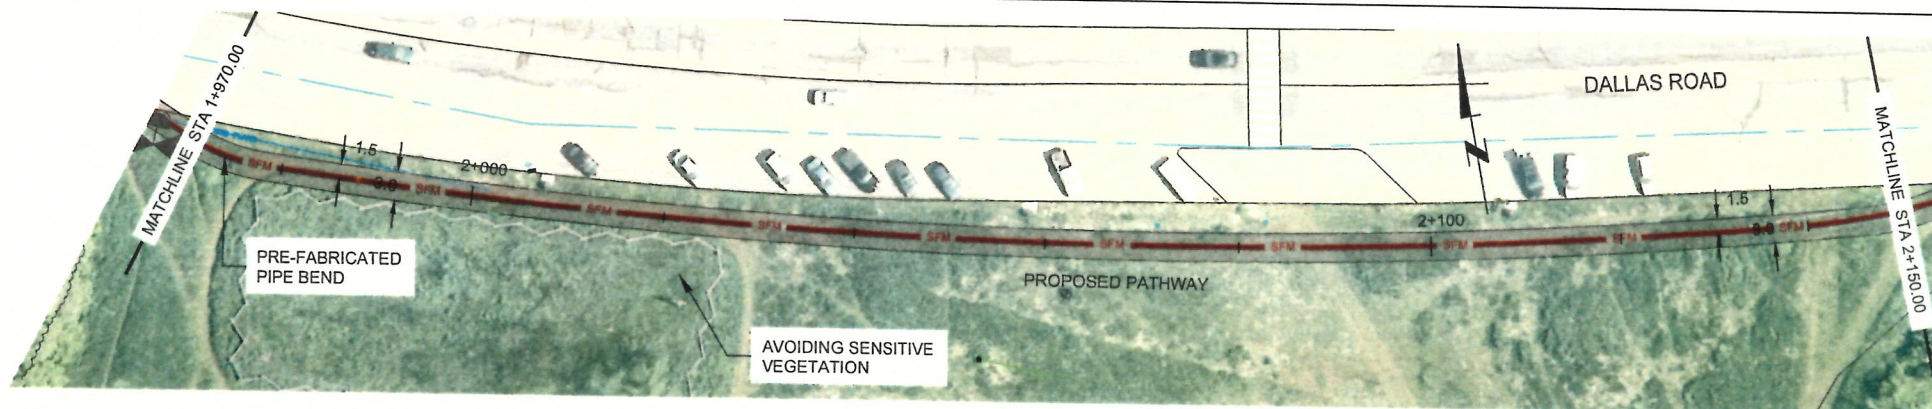 MATCHLINE STA 1+970.00
1.5
3.0
2+000
SFM
SFM
SFM
SFM
SFM
SFM
SFM
SFM
SFM
SFM
PRE-FABRICATED
PIPE BEND
AVOIDING SENSITIVE
VEGETATION
PROPOSED PATHWAY
DALLAS ROAD
2+100
1.5
3.0
MATCHLINE STA 2+150.00